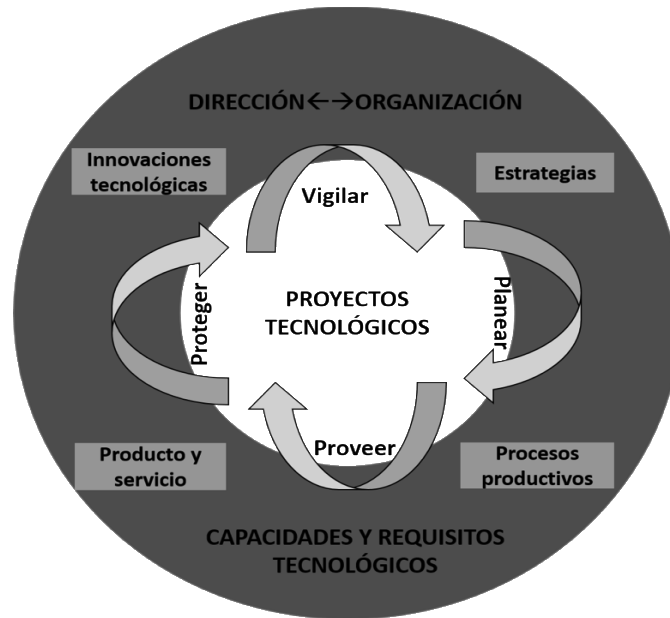 DIRECCIÓN←→ORGANIZACIÓN
Innovaciones
tecnológicas
Estrategias
Vigilar
PROYECTOS
TECNOLÓGICOS
Planear
Proteger
Proveer
Producto y
servicio
Procesos
productivos
CAPACIDADES Y REQUISITOS
TECNOLÓGICOS